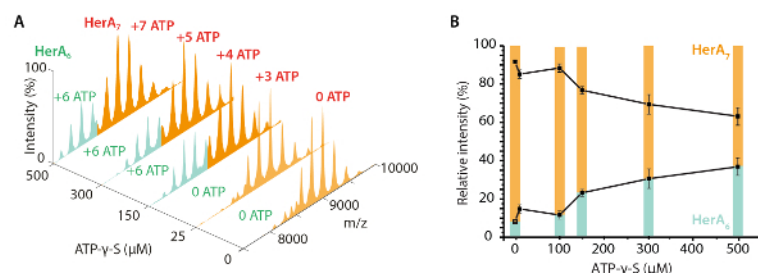 A
HerA₇
+7 ATP
+5 ATP
+4 ATP
+3 ATP
0 ATP
HerA₆
+6 ATP
+6 ATP
+6 ATP
0 ATP
0 ATP
Intensity (%)
100
0
500
300
150
25
0
ATP-γ-S (μM)
8000
9000
10000
m/z
B
HerA₇
HerA₆
Relative intensity (%)
100
80
60
40
20
0
0
100
200
300
400
500
ATP-γ-S (μM)